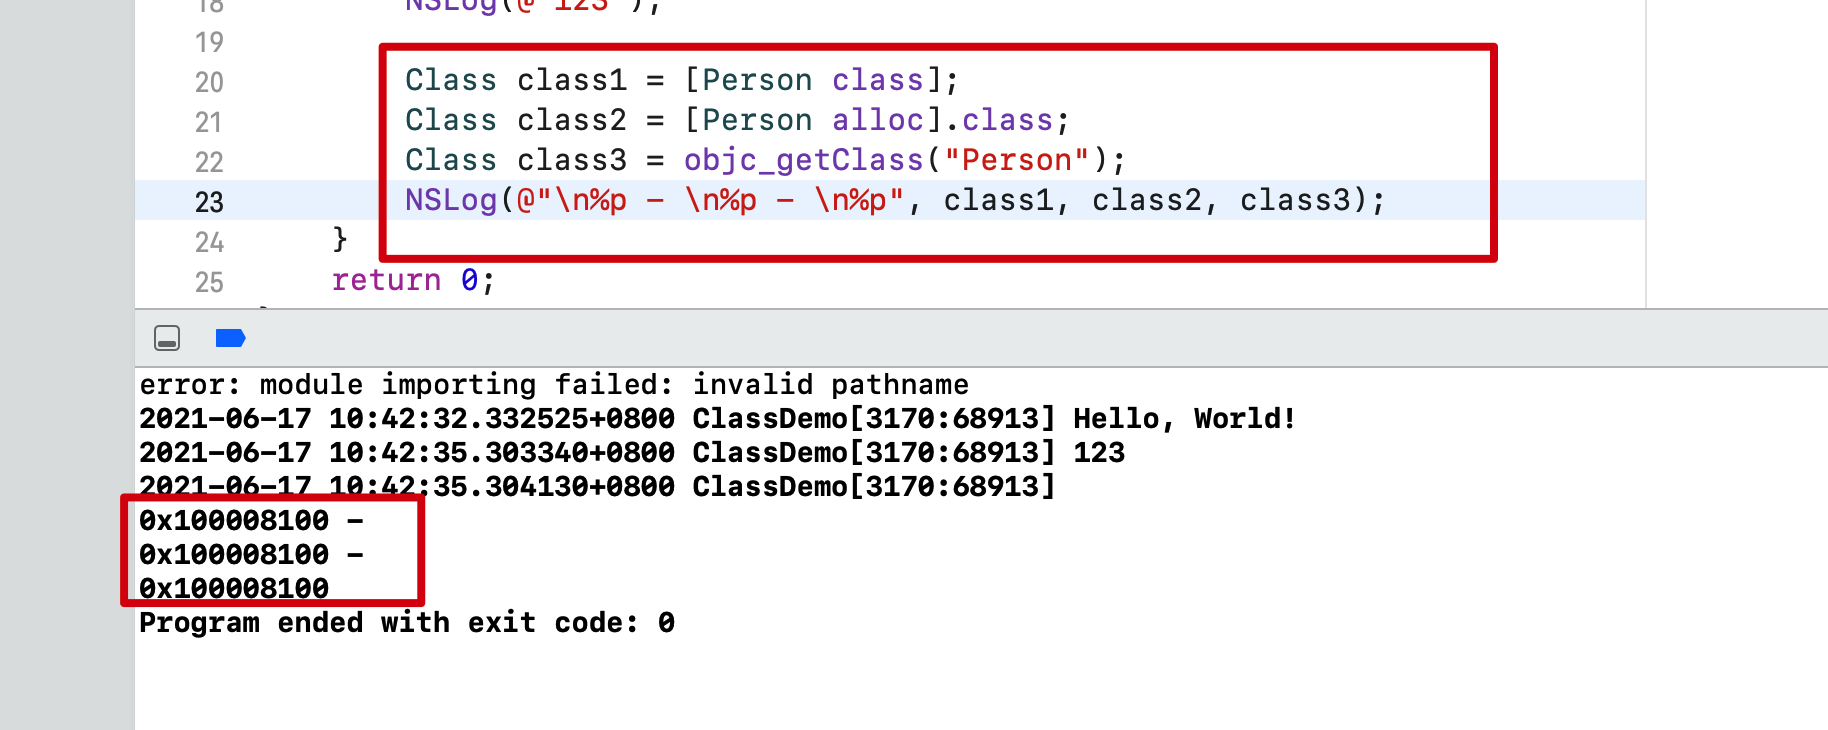 18 NSLog(@"123");
19
20 Class class1 = [Person class];
21 Class class2 = [Person alloc].class;
22 Class class3 = objc_getClass("Person");
23 NSLog(@"\n%p - \n%p - \n%p", class1, class2, class3);
24 }
25 return 0;
error: module importing failed: invalid pathname
2021-06-17 10:42:32.332525+0800 ClassDemo[3170:68913] Hello, World!
2021-06-17 10:42:35.303340+0800 ClassDemo[3170:68913] 123
2021-06-17 10:42:35.304130+0800 ClassDemo[3170:68913]
0x100008100 -
0x100008100 -
0x100008100
Program ended with exit code: 0